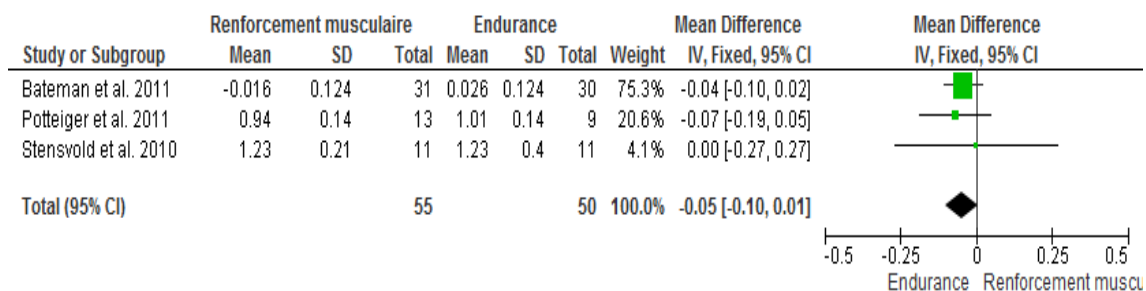 Renforcement musculaire Endurance Mean Difference Mean Difference
Study or Subgroup Mean SD Total Mean SD Total Weight IV, Fixed, 95% CI IV, Fixed, 95% CI
Bateman et al. 2011 -0.016 0.124 31 0.026 0.124 30 75.3% -0.04 [-0.10, 0.02]
Potteiger et al. 2011 0.94 0.14 13 1.01 0.14 9 20.6% -0.07 [-0.19, 0.05]
Stensvold et al. 2010 1.23 0.21 11 1.23 0.4 11 4.1% 0.00 [-0.27, 0.27]
Total (95% CI) 55 50 100.0% -0.05 [-0.10, 0.01]
-0.5 -0.25 0 0.25 0.5
Endurance Renforcement muscu